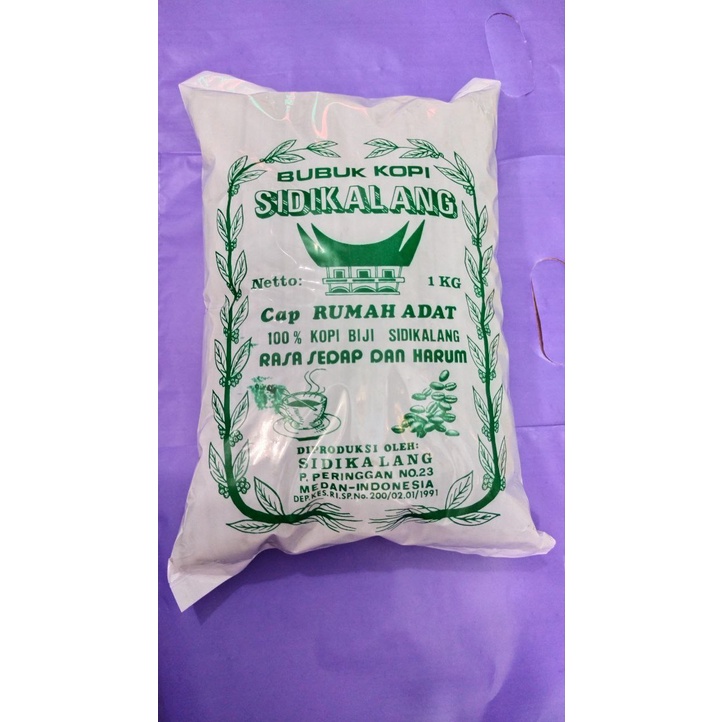 BUBUK KOPI
SIDIKALANG
Netto: 1 KG
Cap RUMAH ADAT
100% KOPI BIJI SIDIKALANG
RASA SEDAP DAN HARUM
DIPRODUKSI OLEH:
SIDIKALANG
P. PERINGGAN NO.23
MEDAN-INDONESIA
DEP.KES.RI.SP.No.200/02.01/1991